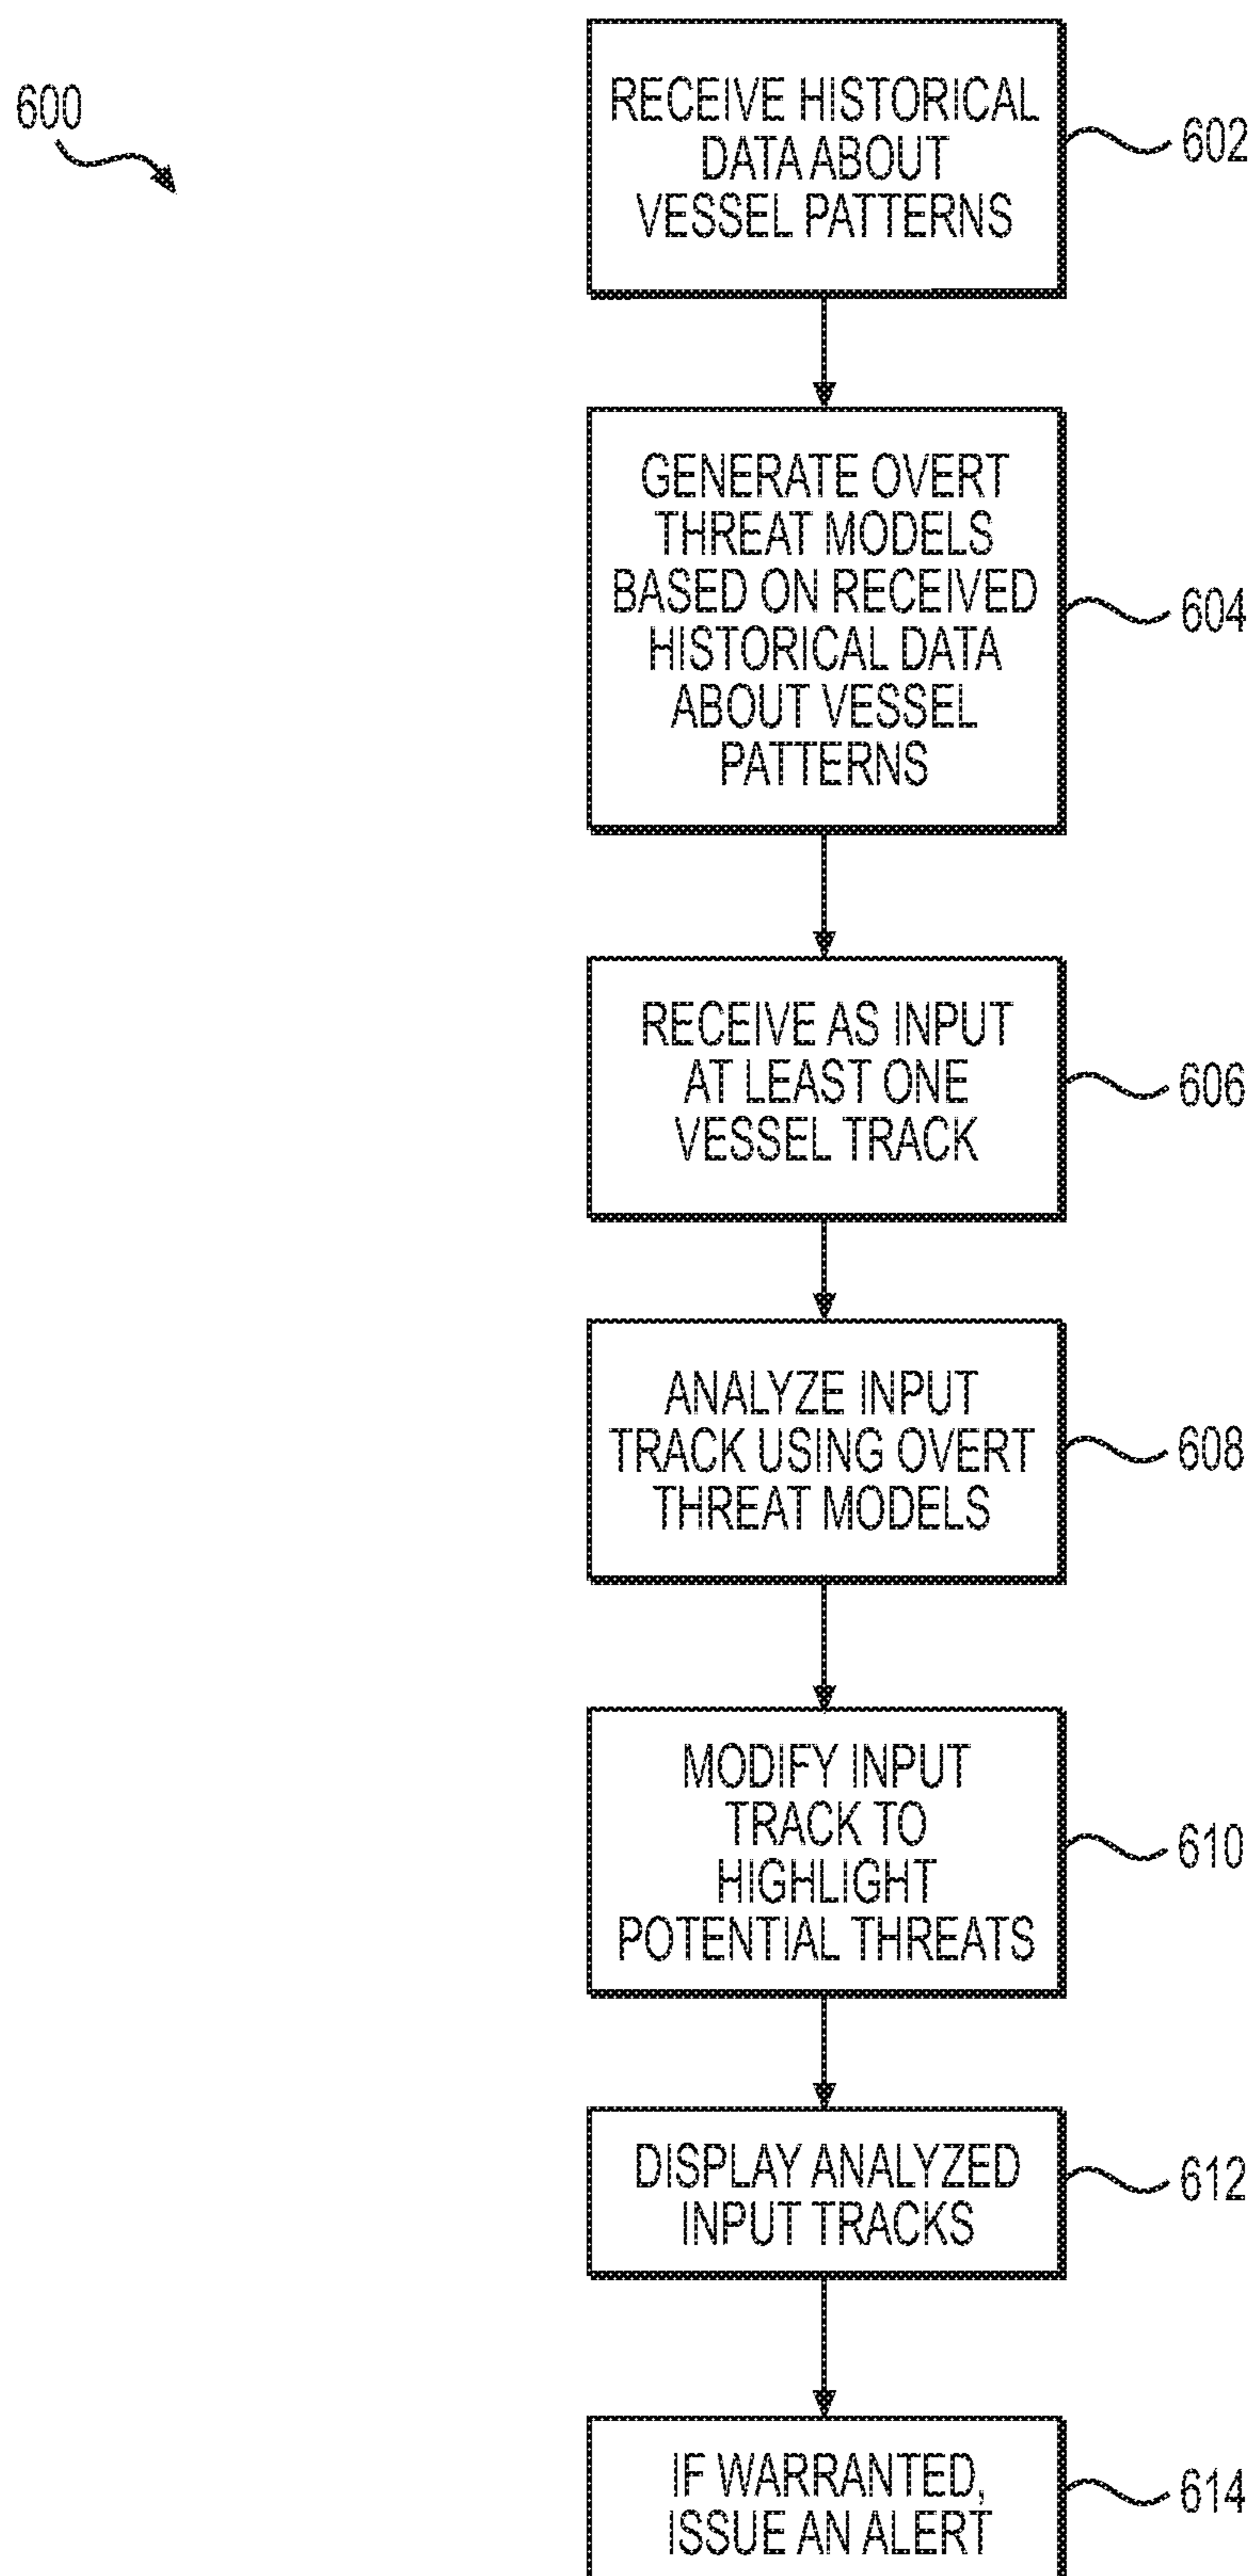 600
RECEIVE HISTORICAL
DATA ABOUT
VESSEL PATTERNS
602
GENERATE OVERT
THREAT MODELS
BASED ON RECEIVED
HISTORICAL DATA
ABOUT VESSEL
PATTERNS
604
RECEIVE AS INPUT
AT LEAST ONE
VESSEL TRACK
606
ANALYZE INPUT
TRACK USING OVERT
THREAT MODELS
608
MODIFY INPUT
TRACK TO
HIGHLIGHT
POTENTIAL THREATS
610
DISPLAY ANALYZED
INPUT TRACKS
612
IF WARRANTED,
ISSUE AN ALERT
614